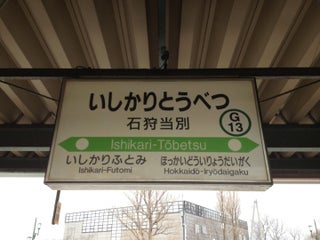 いしかりとうべつ
石狩当別
G
13
Ishikari-Tōbetsu
いしかりふとみ
Ishikari-Futomi
ほっかいどういりょうだいがく
Hokkaidō-Iryōdaigaku